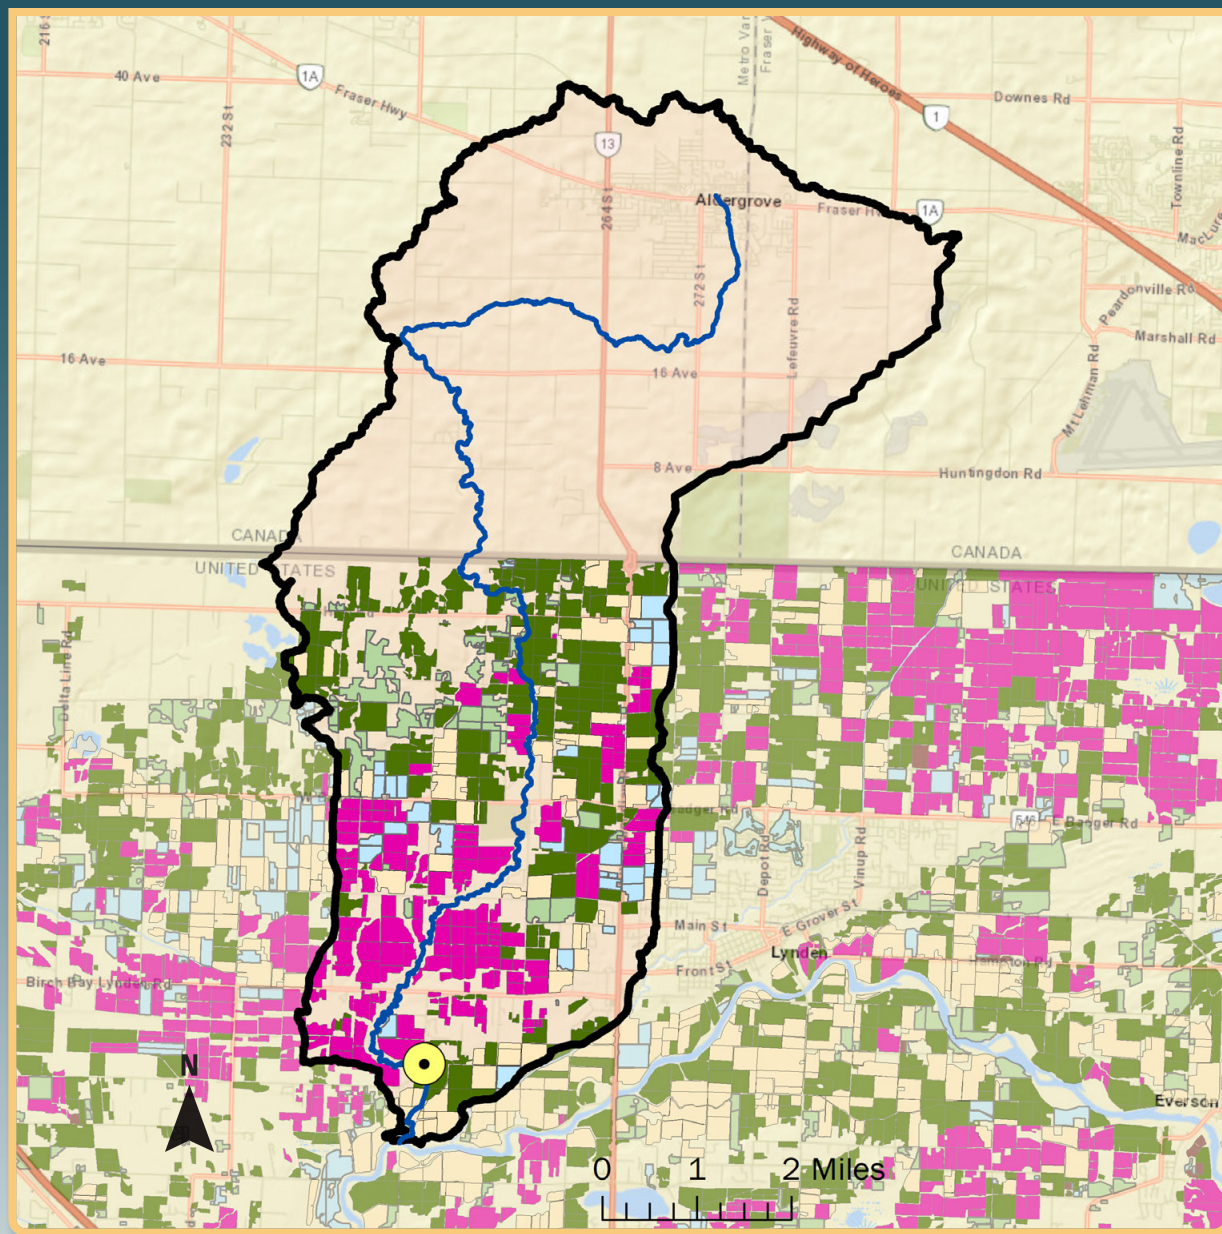 40 Ave
1A
Fraser Hwy
232 St
Metro Van
Fraser V
Highway of Heroes
1
Downes Rd
Townline Rd
13
264 St
Aldergrove
Fraser Hw
1A
272 St
Lefeuvre Rd
Peardonville Rd
Marshall Rd
Mt Lehman Rd
16 Ave
16 Ave
8 Ave
Huntingdon Rd
CANADA
CANADA
UNITED STATES
UNITED STATES
Delta Line Rd
Badger Rd
546
E Badger Rd
Depot Rd
Vinup Rd
Main St
E Grover St
Lynden
Front St
Hampton Rd
Birch Bay Lynden Rd
N
Everson
0 1 2 Miles